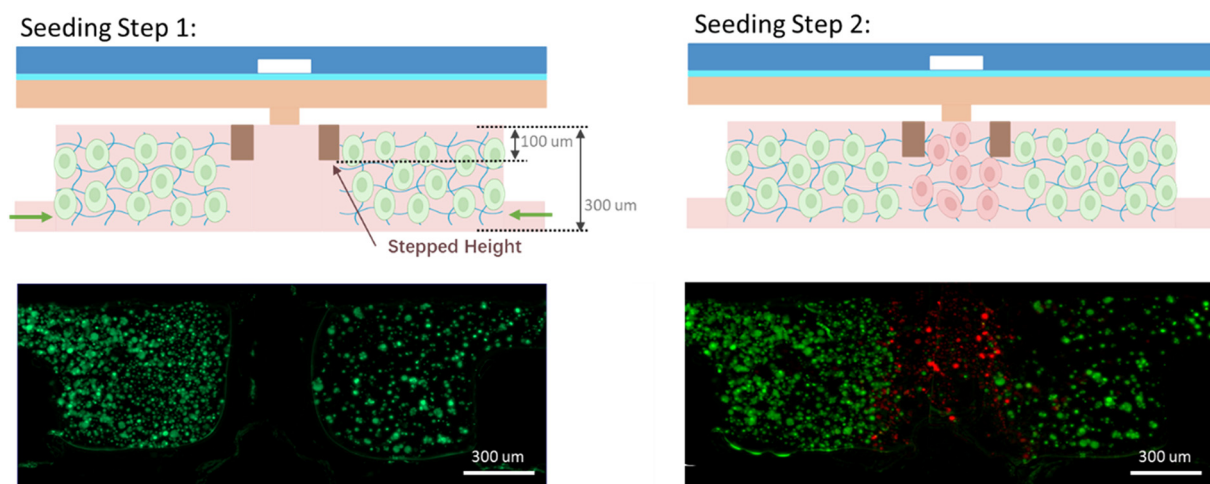 Seeding Step 1:
100 um
300 um
Stepped Height
300 um
Seeding Step 2:
300 um